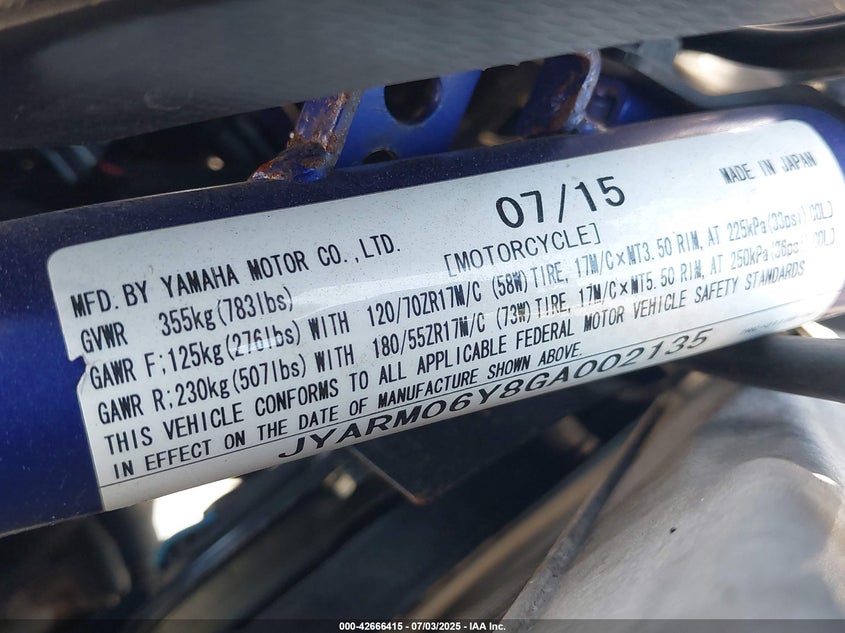 07/15
MADE IN JAPAN
MFD. BY YAMAHA MOTOR CO.,LTD.
[MOTORCYCLE]
GVWR 355kg(783lbs)
GAWR F:125kg(276lbs) WITH 120/70ZR17M/C (58W) TIRE, 17M/C×MT3.50 RIM, AT 225kPa(33psi) COLD
GAWR R:230kg(507lbs) WITH 180/55ZR17M/C (73W) TIRE, 17M/C×MT5.50 RIM, AT 250kPa(36psi) COLD
THIS VEHICLE CONFORMS TO ALL APPLICABLE FEDERAL MOTOR VEHICLE SAFETY STANDARDS
IN EFFECT ON THE DATE OF MANUFACTURE SHOWN ABOVE.
JYARM06Y8GA002135
000-42666415 - 07/03/2025 - IAA Inc.